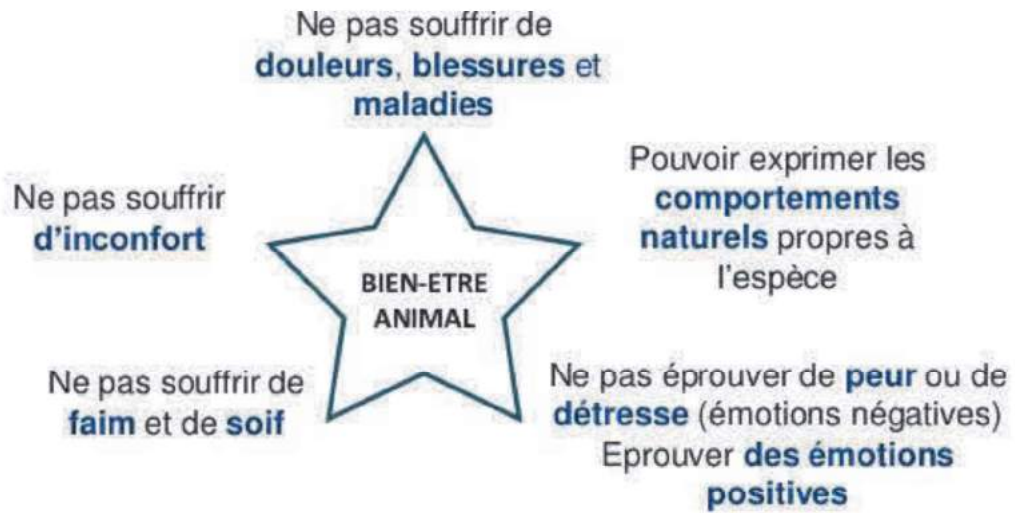 Ne pas souffrir de
douleurs, blessures et
maladies
Ne pas souffrir
d'inconfort
Pouvoir exprimer les
comportements
naturels propres à
l'espèce
BIEN-ETRE
ANIMAL
Ne pas souffrir de
faim et de soif
Ne pas éprouver de peur ou de
détresse (émotions négatives)
Eprouver des émotions
positives